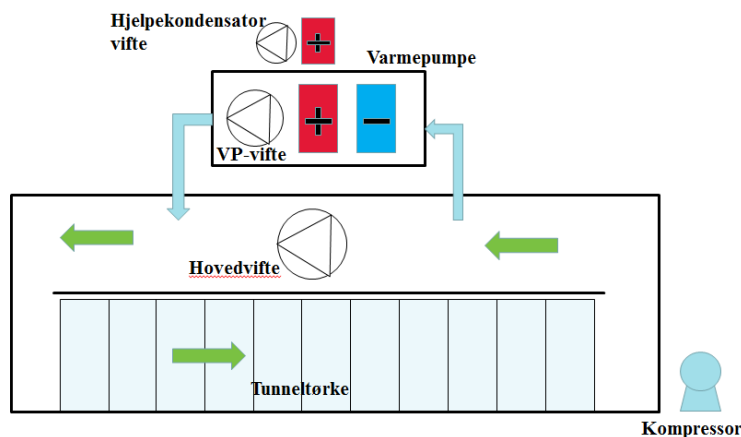 Hjelpekondensator
vifte
Varmepumpe
VP-vifte
Hovedvifte
Tunneltørke
Kompressor